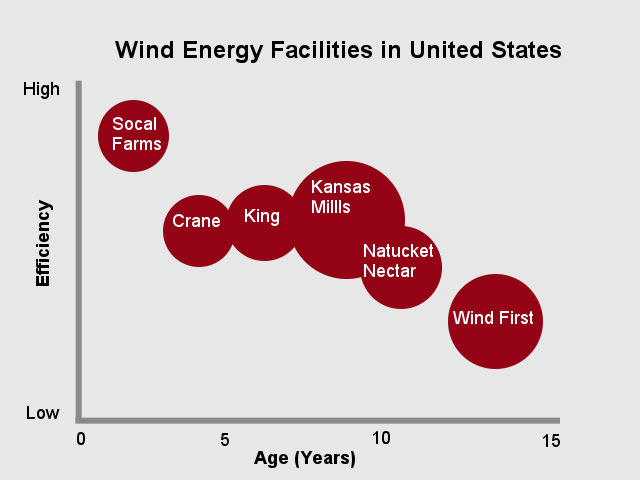 Wind Energy Facilities in United States
High
Socal
Farms
Kansas
Millls
Crane
King
Natucket
Nectar
Wind First
Efficiency
Low
0
5
10
15
Age (Years)